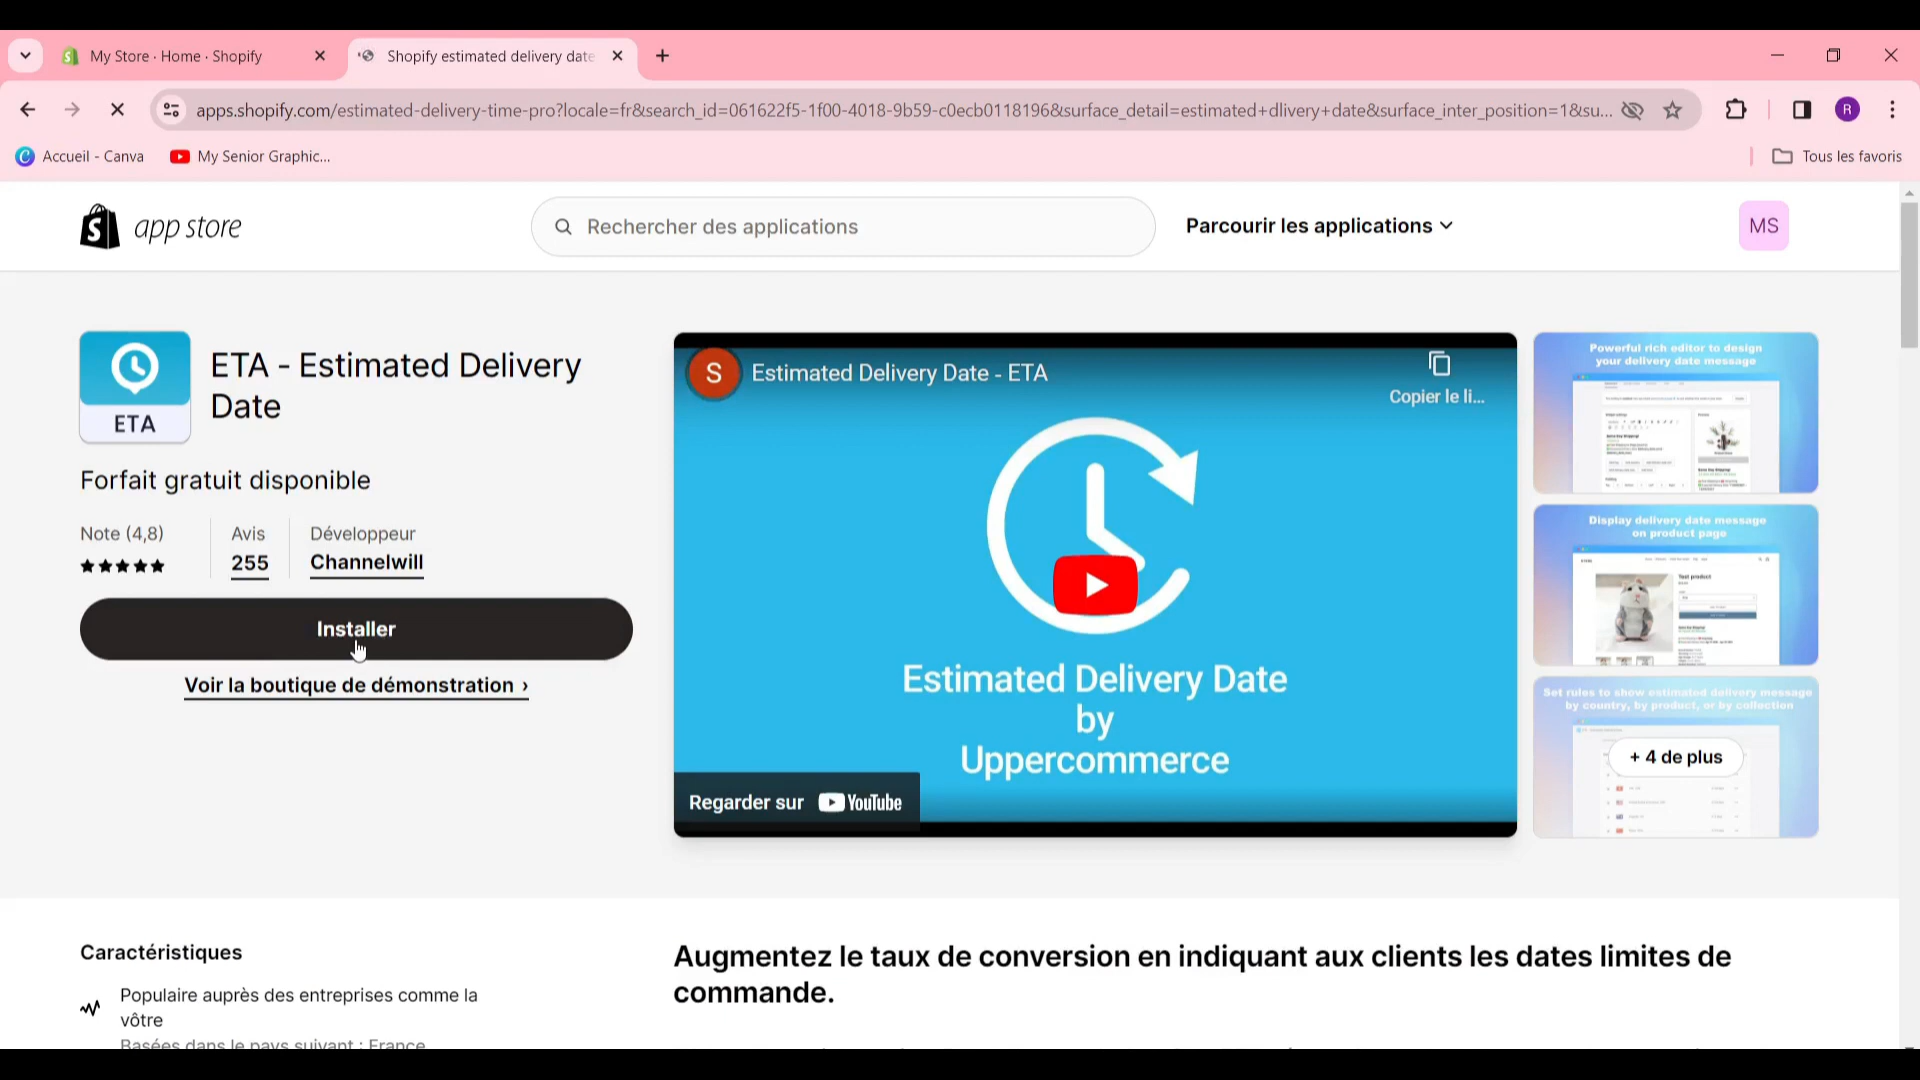 My Store · Home · Shopify
Shopify estimated delivery date
apps.shopify.com/estimated-delivery-time-pro?locale=fr&search_id=061622f5-1f00-4018-9b59-c0ecb0118196&surface_detail=estimated+dlivery+date&surface_inter_position=1&su...
R
Accueil - Canva
My Senior Graphic...
Tous les favoris
app store
Rechercher des applications
Parcourir les applications
MS
ETA
ETA - Estimated Delivery
Date
Forfait gratuit disponible
Note (4,8)
Avis
255
Développeur
Channelwill
Installer
Voir la boutique de démonstration ›
S
Estimated Delivery Date - ETA
Copier le li...
Estimated Delivery Date
by
Uppercommerce
Regarder sur YouTube
Powerful rich editor to design
your delivery date message
Display delivery date message
on product page
Test product
Set rules to show estimated delivery message
by country, by product, or by collection
+ 4 de plus
Caractéristiques
Populaire auprès des entreprises comme la
vôtre
Basées dans le pays suivant : France
Augmentez le taux de conversion en indiquant aux clients les dates limites de
commande.